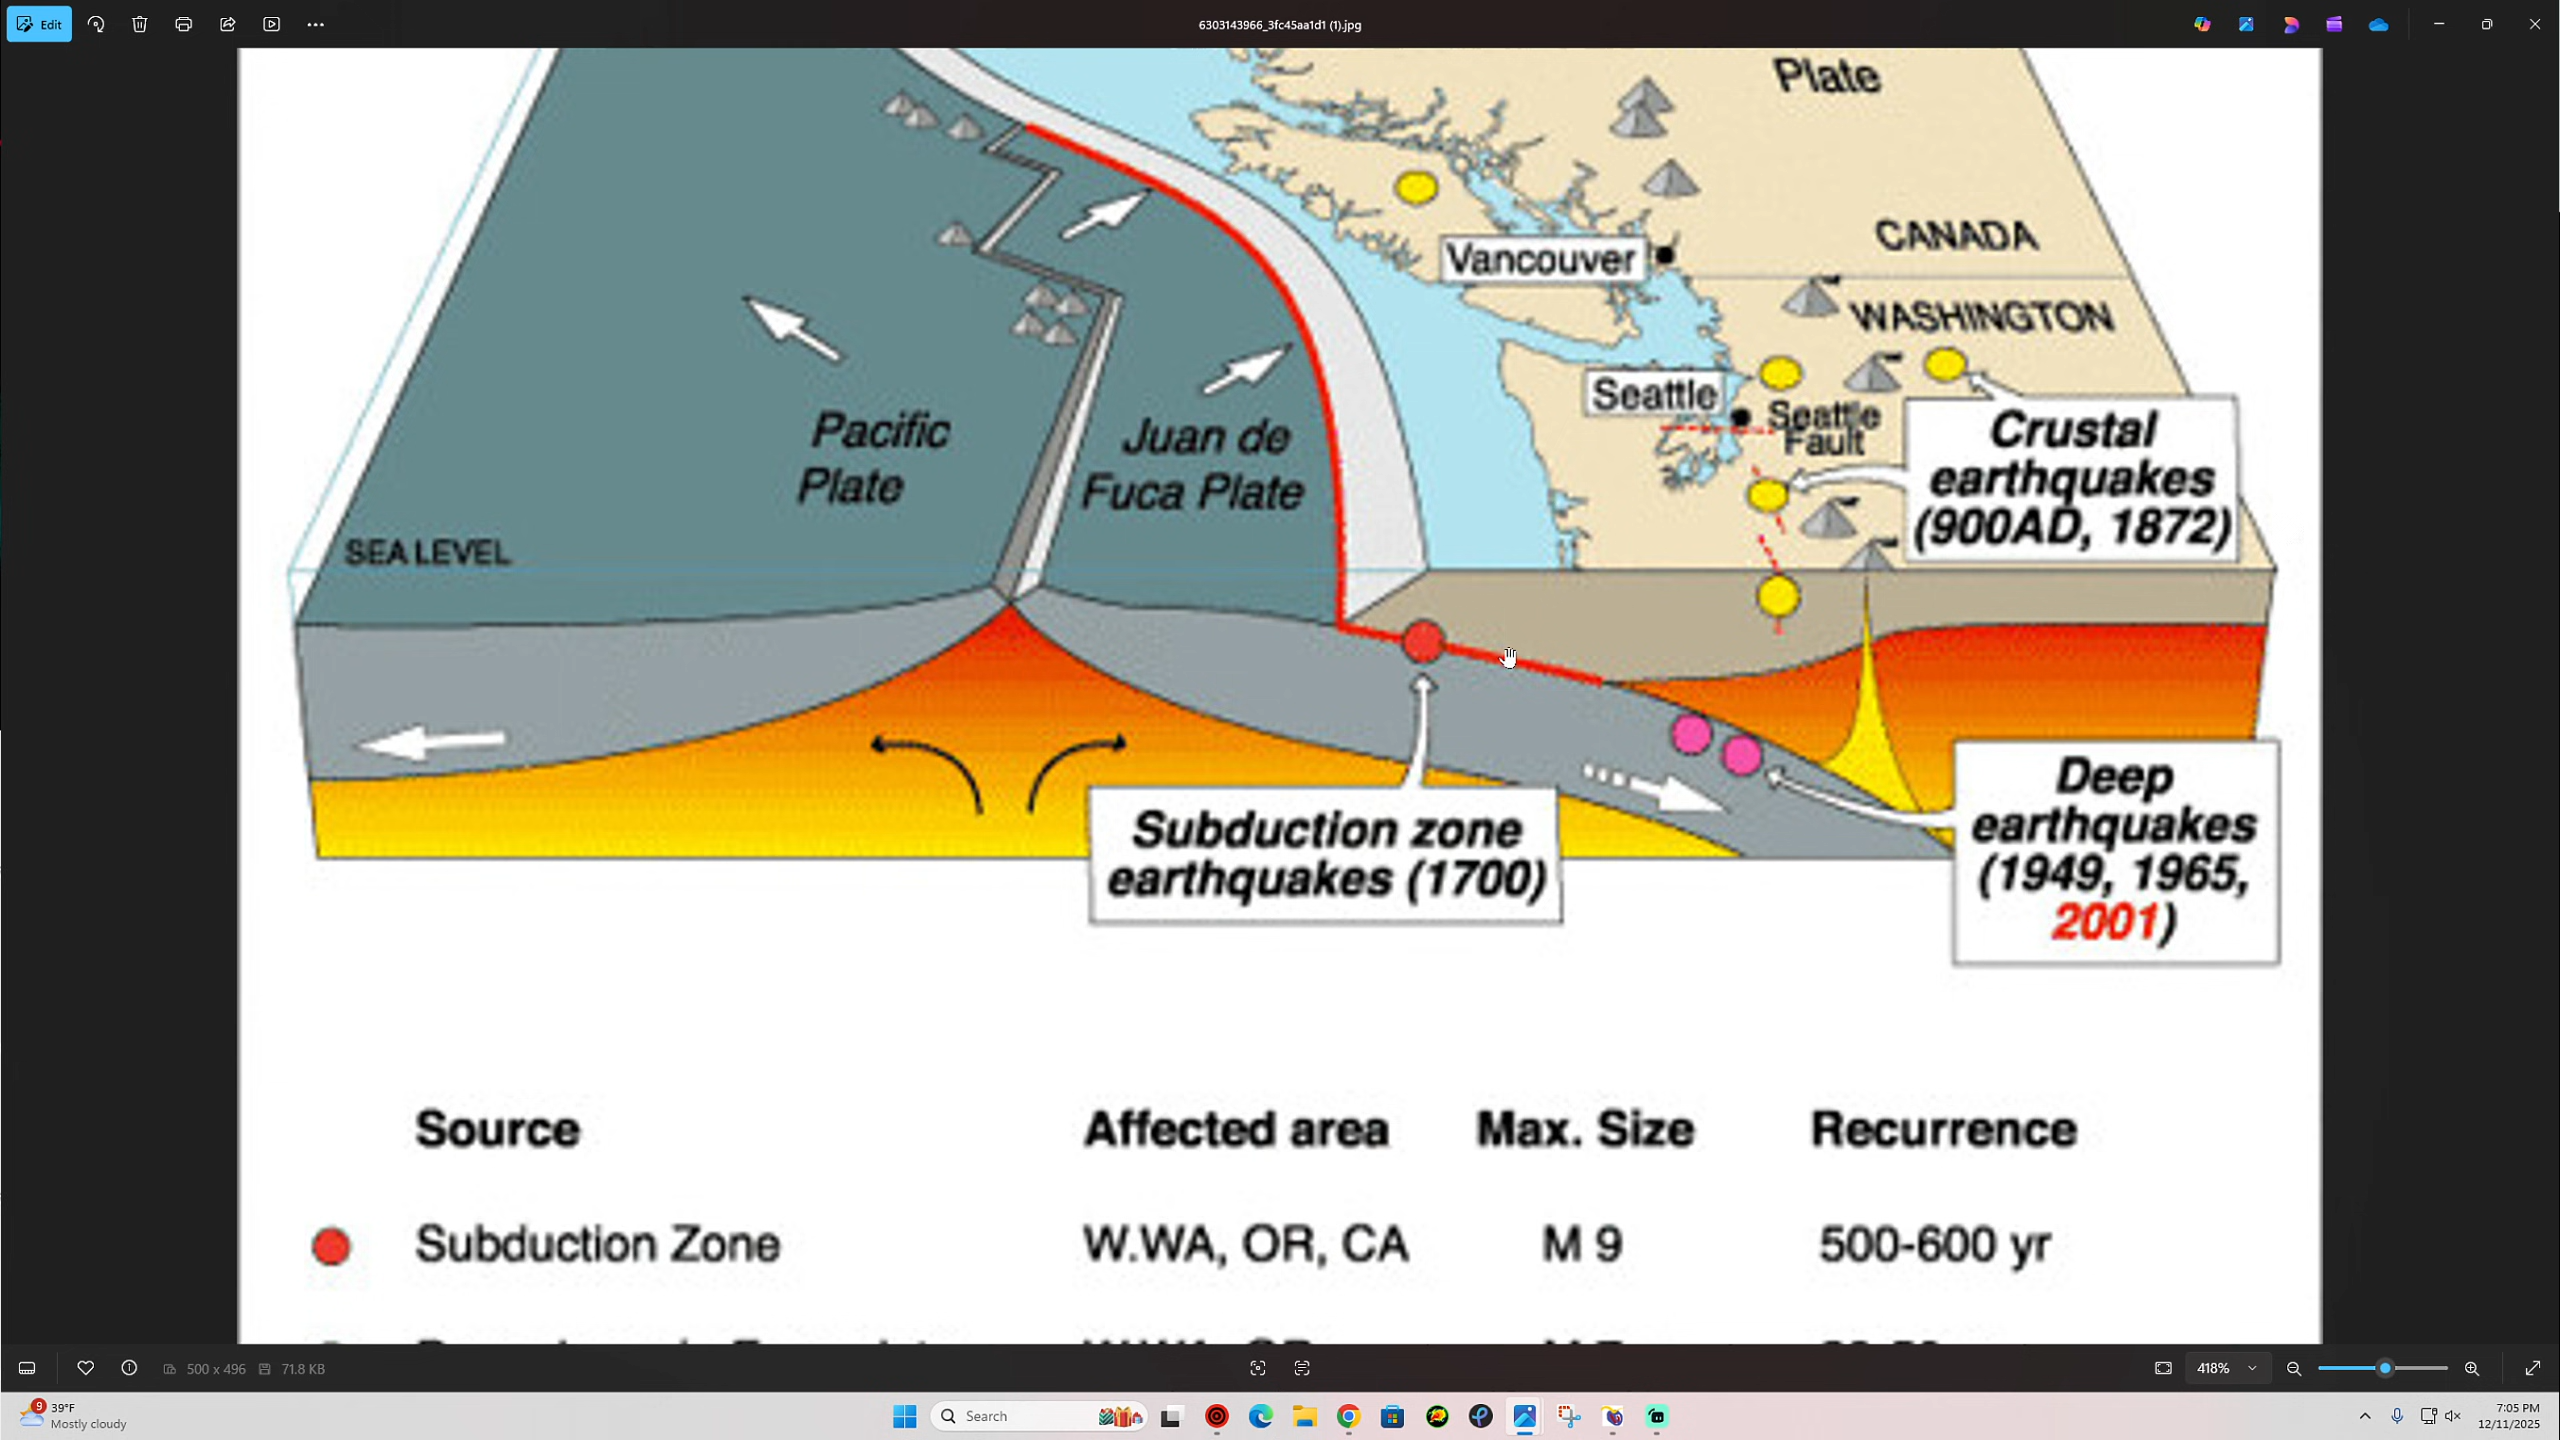 Edit
6303143966_3fc45aa1d1 (1).jpg
Plate
CANADA
Vancouver
WASHINGTON
Seattle
Seattle
Fault
Crustal
earthquakes
(900AD, 1872)
Pacific
Plate
Juan de
Fuca Plate
SEA LEVEL
Subduction zone
earthquakes (1700)
Deep
earthquakes
(1949, 1965,
2001)
Source Affected area Max. Size Recurrence
Subduction Zone W.WA, OR, CA M 9 500-600 yr
500 x 496 71.8 KB 418%
9
39°F
Mostly cloudy
Search
7:05 PM
12/11/2025